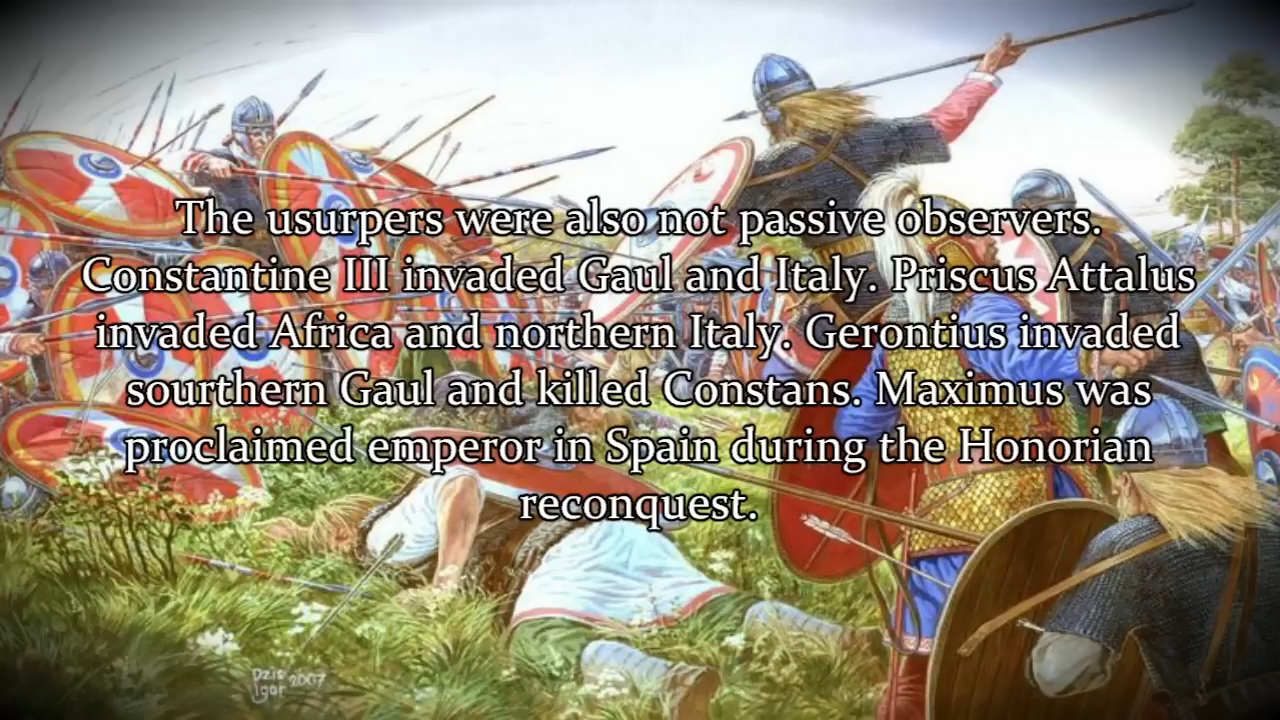 The usurpers were also not passive observers.
Constantine III invaded Gaul and Italy. Priscus Attalus
invaded Africa and northern Italy. Gerontius invaded
sourthern Gaul and killed Constans. Maximus was
proclaimed emperor in Spain during the Honorian
reconquest.
Dzis
Igor 2007